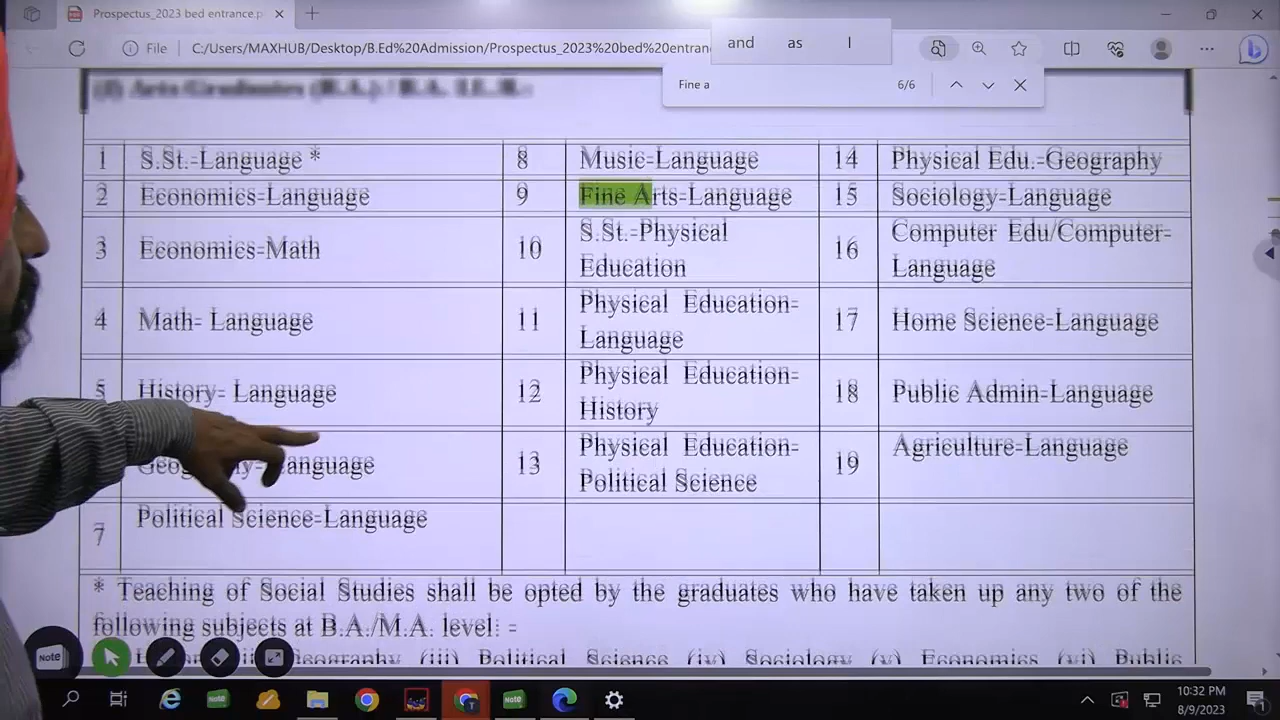 Prospectus_2023 bed entrance.p
File
C:/Users/MAXHUB/Desktop/B.Ed%20Admission/Prospectus_2023%20bed%20entran
and as I
Fine a 6/6
1 S.St.-Language * 8 Music-Language 14 Physical Edu.-Geography
2 Economics-Language 9 Fine Arts-Language 15 Sociology-Language
3 Economics-Math 10 S.St.-Physical Education 16 Computer Edu/Computer-Language
4 Math- Language 11 Physical Education-Language 17 Home Science-Language
5 History- Language 12 Physical Education-History 18 Public Admin-Language
Language 13 Physical Education-Political Science 19 Agriculture-Language
7 Political Science-Language
* Teaching of Social Studies shall be opted by the graduates who have taken up any two of the
following subjects at B.A./M.A. level: -
Geography (iii) Political Science (iv) Sociology (v) Economics (vi) Public
Note
Note
Note
10:32 PM
8/9/2023
1